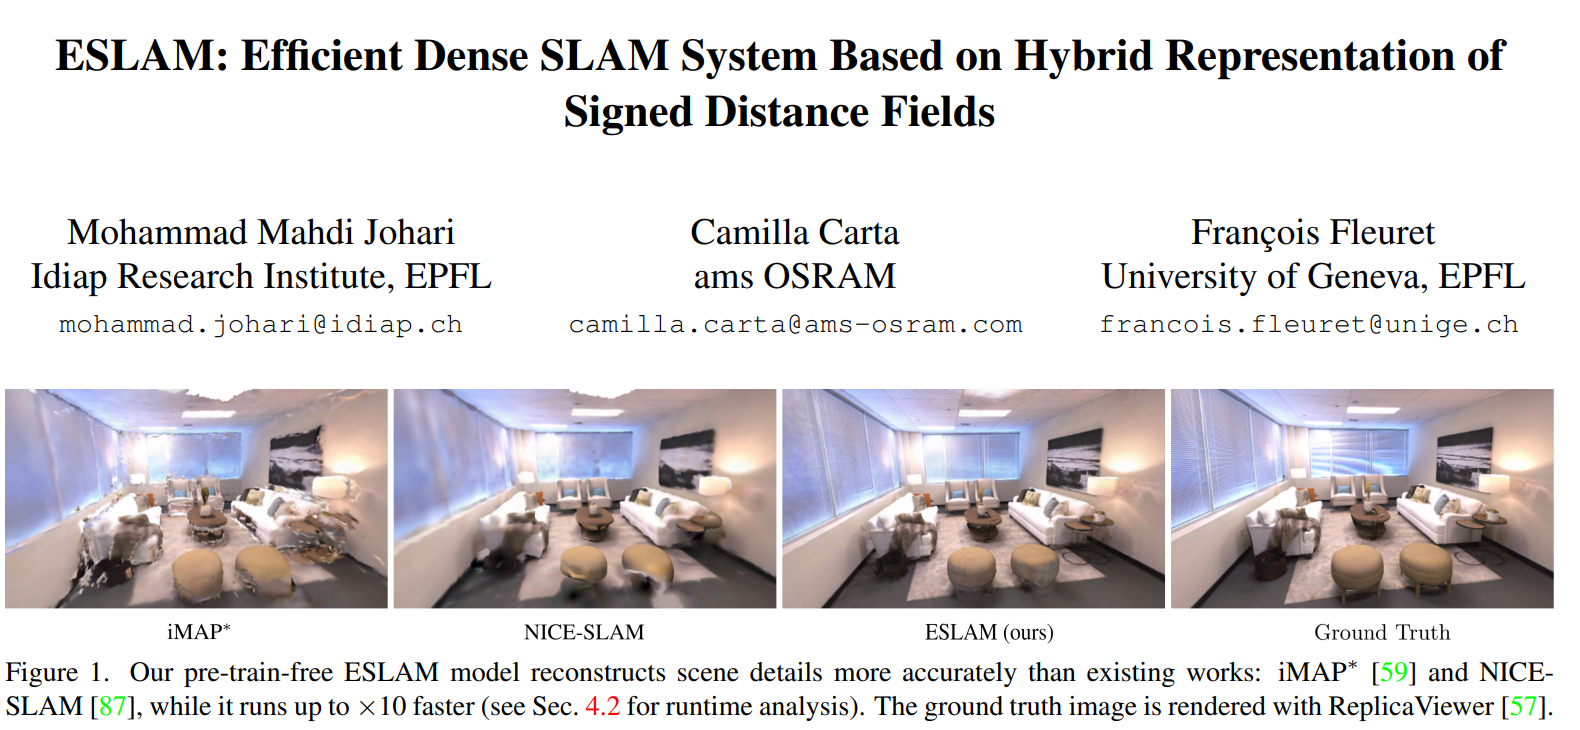 ESLAM: Efficient Dense SLAM System Based on Hybrid Representation of
Signed Distance Fields
Mohammad Mahdi Johari
Idiap Research Institute, EPFL
mohammad.johari@idiap.ch
Camilla Carta
ams OSRAM
camilla.carta@ams-osram.com
François Fleuret
University of Geneva, EPFL
francois.fleuret@unige.ch
iMAP*
NICE-SLAM
ESLAM (ours)
Ground Truth
Figure 1. Our pre-train-free ESLAM model reconstructs scene details more accurately than existing works: iMAP* [59] and NICE-
SLAM [87], while it runs up to ×10 faster (see Sec. 4.2 for runtime analysis). The ground truth image is rendered with ReplicaViewer [57].